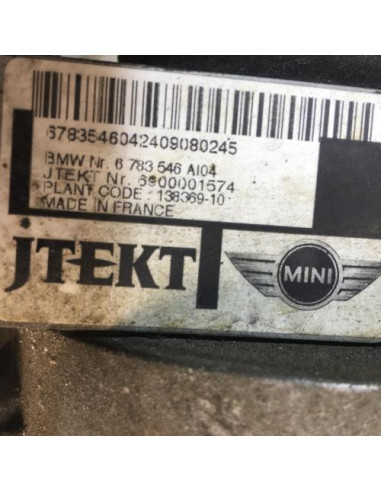 6783546042409080245
BMW Nr. 6 783 546 AI04
JTEKT Nr. 6900001574
PLANT CODE : 138369-10
MADE IN FRANCE
JTEKT
MINI